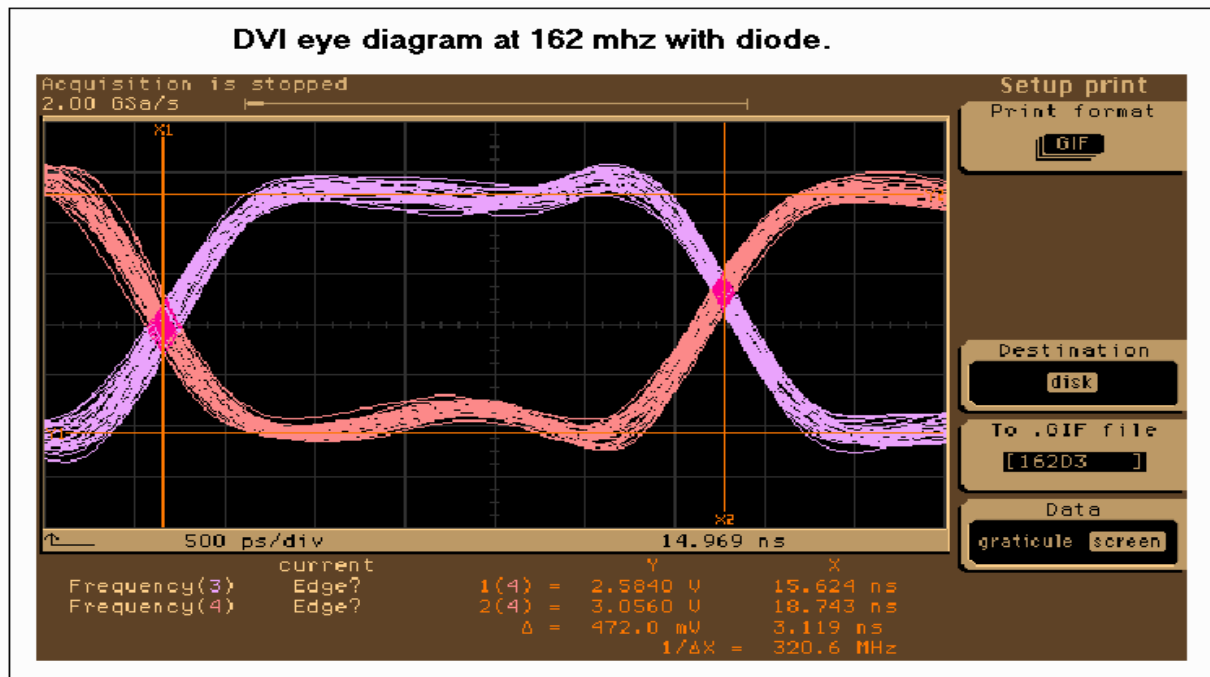 DVI eye diagram at 162 mhz with diode.
Acquisition is stopped
2.00 GSa/s
Setup print
Print format
GIF
X1
Destination
disk
To .GIF file
[162D3 ]
X2
Data
graticule screen
500 ps/div 14.969 ns
current Y X
Frequency(3) Edge? 1(4) = 2.5840 V 15.624 ns
Frequency(4) Edge? 2(4) = 3.0560 V 18.743 ns
Δ = 472.0 mV 3.119 ns
1/ΔX = 320.6 MHz